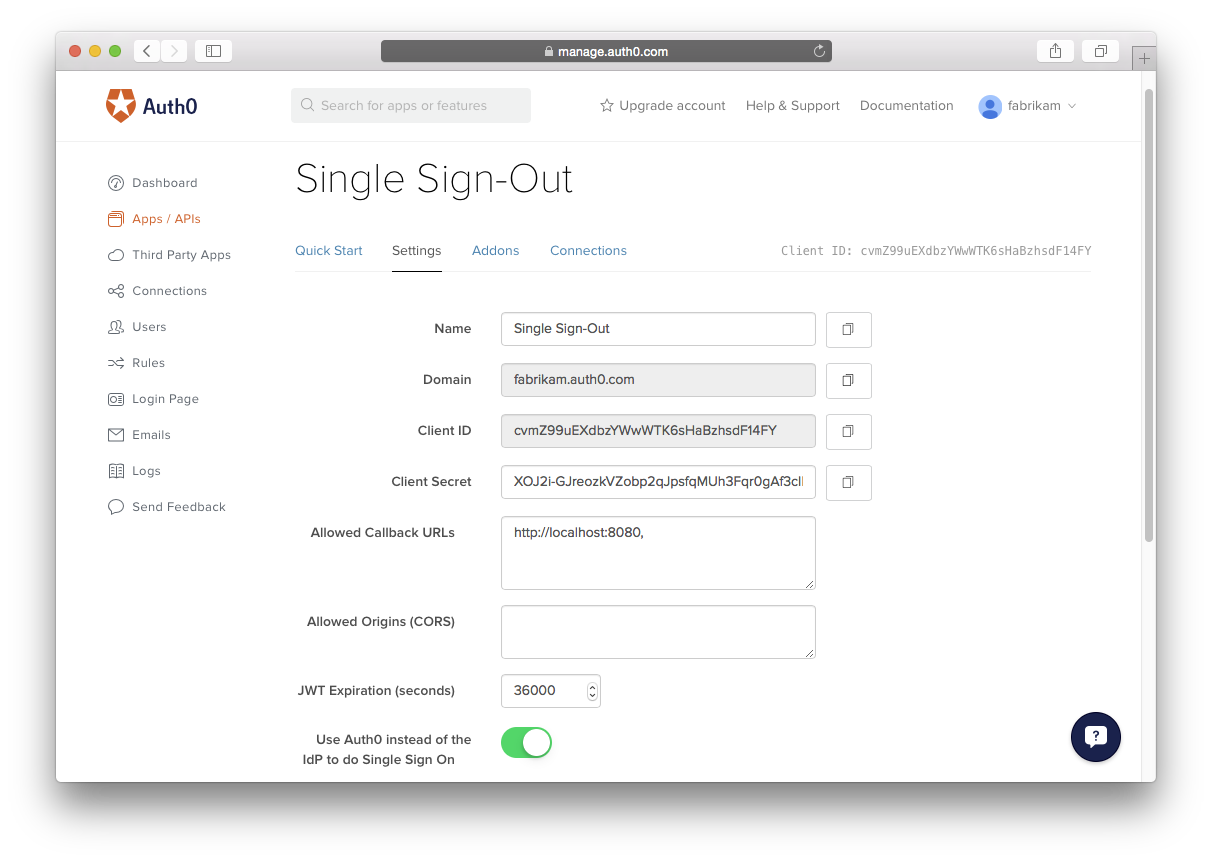 manage.auth0.com
Auth0
Search for apps or features
Upgrade account
Help & Support
Documentation
fabrikam
Dashboard
Apps / APIs
Third Party Apps
Connections
Users
Rules
Login Page
Emails
Logs
Send Feedback
Single Sign-Out
Quick Start
Settings
Addons
Connections
Client ID: cvmZ99uEXdbzYWwWTK6sHaBzhsdF14FY
Name
Single Sign-Out
Domain
fabrikam.auth0.com
Client ID
cvmZ99uEXdbzYWwWTK6sHaBzhsdF14FY
Client Secret
Allowed Callback URLs
http://localhost:8080,
Allowed Origins (CORS)
JWT Expiration (seconds)
36000
Use Auth0 instead of the
IdP to do Single Sign On